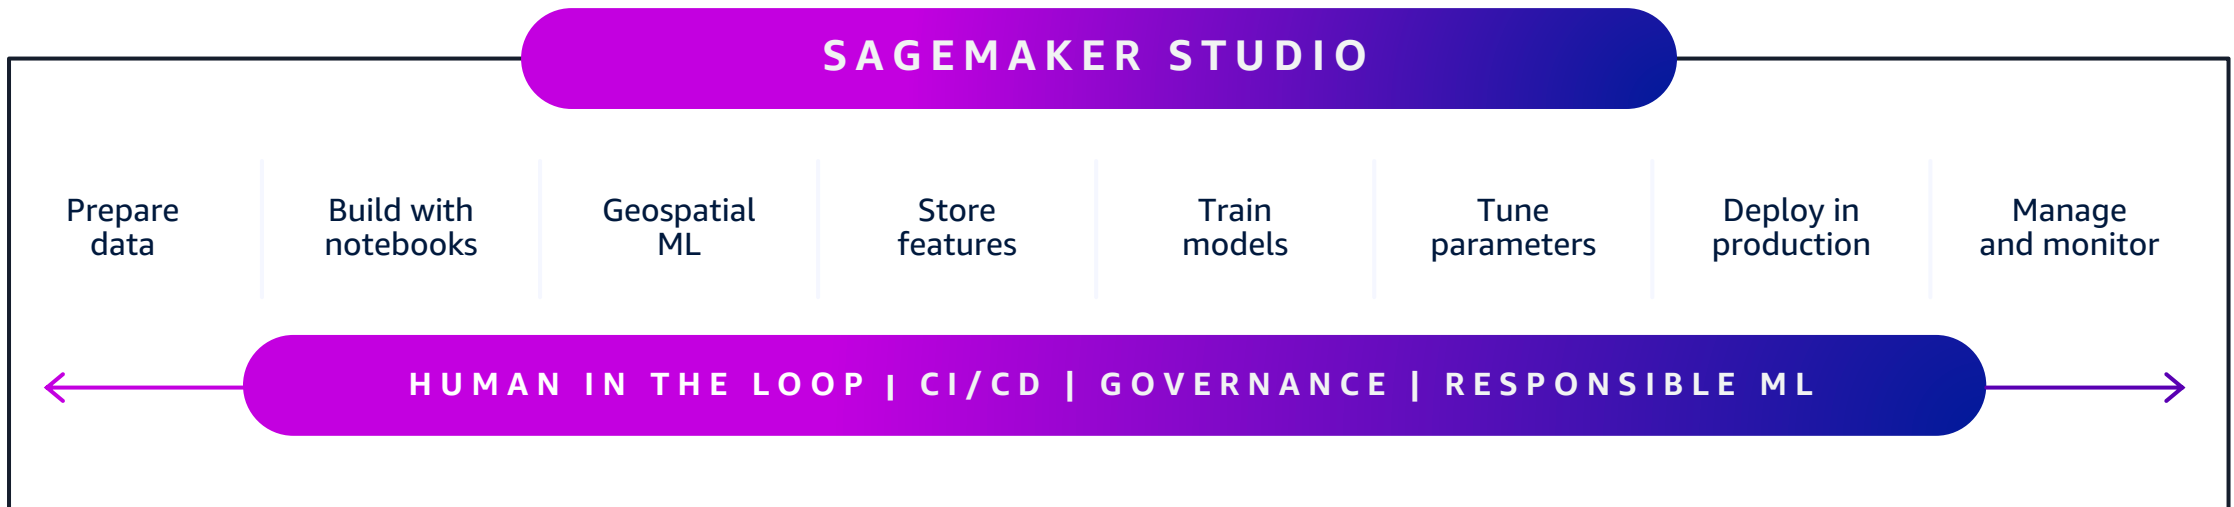 SAGEMAKER STUDIO
Prepare
data
Build with
notebooks
Geospatial
ML
Store
features
Train
models
Tune
parameters
Deploy in
production
Manage
and monitor
HUMAN IN THE LOOP | CI/CD | GOVERNANCE | RESPONSIBLE ML